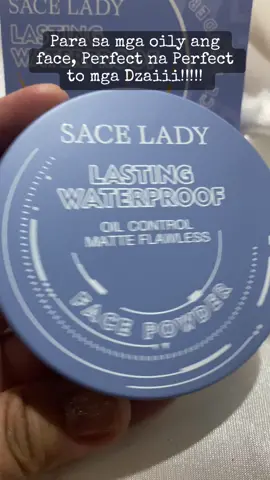 SACE LADY
LASTING
Para sa mga oily ang
face, Perfect na Perfect
to mga Dzaiii!!!!!
SACE LADY
LASTING
WATERPROOF
OIL CONTROL
MATTE FLAWLESS
FACE POWDER